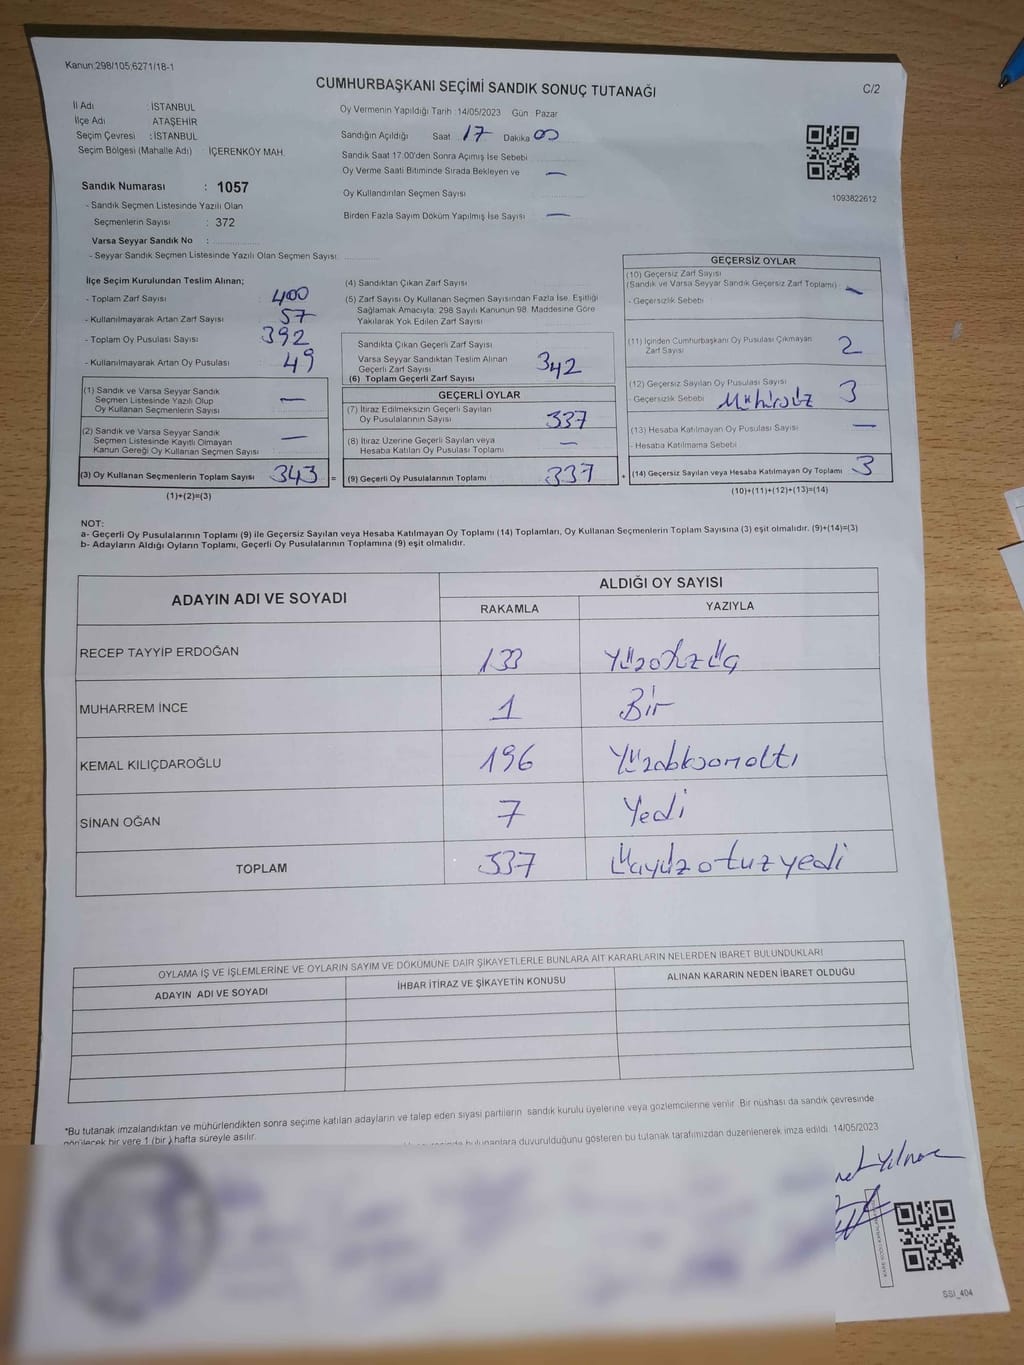 Kanun:298/105,6271/18-1
CUMHURBAŞKANI SEÇİMİ SANDIK SONUÇ TUTANAĞI
C/2
İl Adı : İSTANBUL
İlçe Adı ATAŞEHİR
Seçim Çevresi : İSTANBUL
Seçim Bölgesi (Mahalle Adı) : İÇERENKÖY MAH.
Oy Vermenin Yapıldığı Tarih :14/05/2023 Gün Pazar
Sandığın Açıldığı Saat 17 Dakika 00
Sandık Saat 17:00'den Sonra Açımış İse Sebebi
Oy Verme Saati Bitiminde Sırada Bekleyen ve —
Oy Kullandırılan Seçmen Sayısı
Birden Fazla Sayım Döküm Yapılmış İse Sayısı —
1093822612
Sandık Numarası : 1057
- Sandık Seçmen Listesinde Yazılı Olan
Seçmenlerin Sayısı : 372
Varsa Seyyar Sandık No :
- Seyyar Sandık Seçmen Listesinde Yazılı Olan Seçmen Sayısı
İlçe Seçim Kurulundan Teslim Alınan;
- Toplam Zarf Sayısı : 400
- Kullanılmayarak Artan Zarf Sayısı : 57
- Toplam Oy Pusulası Sayısı : 392
- Kullanılmayarak Artan Oy Pusulası : 49
(1) Sandık ve Varsa Seyyar Sandık
Seçmen Listesinde Yazılı Olup
Oy Kullanan Seçmenlerin Sayısı —
(2) Sandık ve Varsa Seyyar Sandık
Seçmen Listesinde Kayıtlı Olmayan
Kanun Gereği Oy Kullanan Seçmen Sayısı —
(3) Oy Kullanan Seçmenlerin Toplam Sayısı 343 =
(1)+(2)=(3)
(4) Sandıktan Çıkan Zarf Sayısı
(5) Zarf Sayısı Oy Kullanan Seçmen Sayısından Fazla İse, Eşitliği
Sağlamak Amacıyla; 298 Sayılı Kanunun 98. Maddesine Göre
Yakılarak Yok Edilen Zarf Sayısı
Sandıkta Çıkan Geçerli Zarf Sayısı
Varsa Seyyar Sandıktan Teslim Alınan
Geçerli Zarf Sayısı
(6) Toplam Geçerli Zarf Sayısı 342
GEÇERLİ OYLAR
(7) İtiraz Edilmeksizin Geçerli Sayılan
Oy Pusulalarının Sayısı 337
(8) İtiraz Üzerine Geçerli Sayılan veya
Hesaba Katılan Oy Pusulası Toplamı —
(9) Geçerli Oy Pusulalarının Toplamı 337 +
GEÇERSİZ OYLAR
(10) Geçersiz Zarf Sayısı
(Sandık ve Varsa Seyyar Sandık Geçersiz Zarf Toplamı) —
- Geçersizlik Sebebi
(11) İçinden Cumhurbaşkanı Oy Pusulası Çıkmayan
Zarf Sayısı 2
(12) Geçersiz Sayılan Oy Pusulası Sayısı 3
- Geçersizlik Sebebi Mühürsüz
(13) Hesaba Katılmayan Oy Pusulası Sayısı —
- Hesaba Katılmama Sebebi
(14) Geçersiz Sayılan veya Hesaba Katılmayan Oy Toplamı 3
(10)+(11)+(12)+(13)=(14)
NOT:
a- Geçerli Oy Pusulalarının Toplamı (9) ile Geçersiz Sayılan veya Hesaba Katılmayan Oy Toplamı (14) Toplamları, Oy Kullanan Seçmenlerin Toplam Sayısına (3) eşit olmalıdır. (9)+(14)=(3)
b- Adayların Aldığı Oyların Toplamı, Geçerli Oy Pusulalarının Toplamına (9) eşit olmalıdır.
ADAYIN ADI VE SOYADI
ALDIĞI OY SAYISI
RAKAMLA YAZIYLA
RECEP TAYYİP ERDOĞAN 133 Yüzotuzüç
MUHARREM İNCE 1 Bir
KEMAL KILIÇDAROĞLU 196
SİNAN OĞAN 7 Yedi
TOPLAM 337
OYLAMA İŞ VE İŞLEMLERİNE VE OYLARIN SAYIM VE DÖKÜMÜNE DAİR ŞİKAYETLERLE BUNLARA AİT KARARLARIN NELERDEN İBARET BULUNDUKLARI
ADAYIN ADI VE SOYADI
İHBAR İTİRAZ VE ŞİKAYETİN KONUSU
ALINAN KARARIN NEDEN İBARET OLDUĞU
*Bu tutanak imzalandıktan ve mühürlendikten sonra seçime katılan adayların ve talep eden siyasi partilerin sandık kurulu üyelerine veya gözlemcilerine verilir. Bir nüshası da sandık çevresinde
görülecek bir yere 1 (bir) hafta süreyle asılır.
bulunanlara duyurulduğunu gösteren bu tutanak tarafımızdan düzenlenerek imza edildi. 14/05/2023
SSI_404